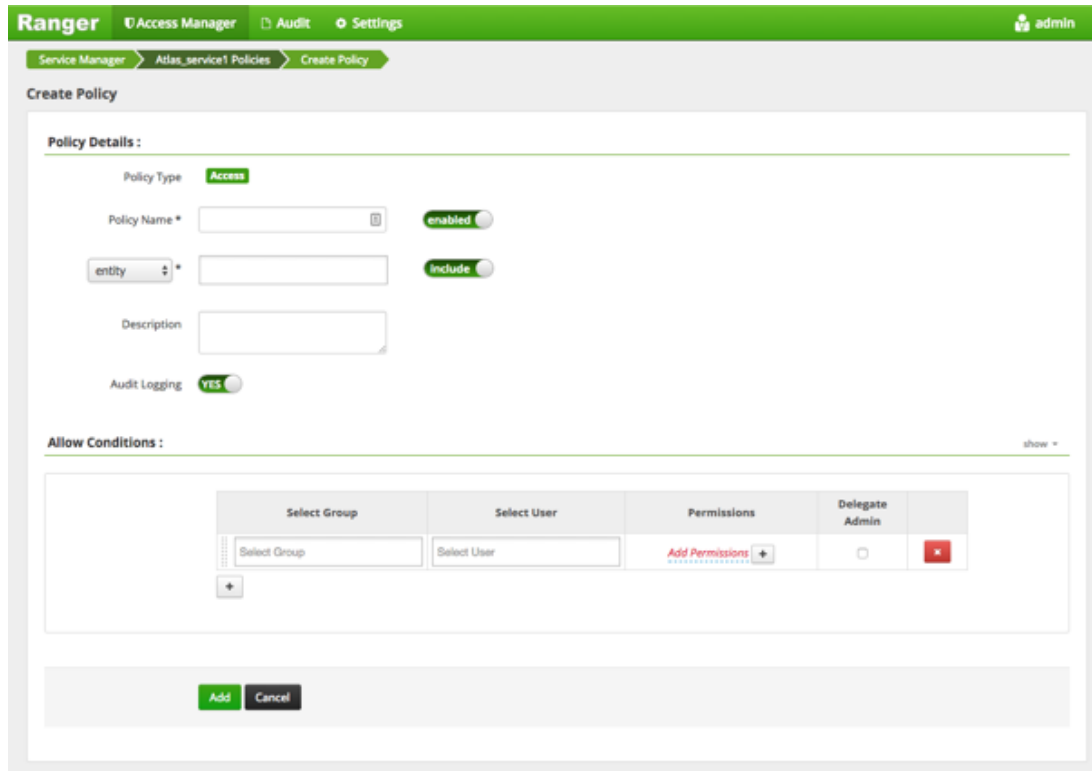 Ranger Access Manager Audit Settings admin
Service Manager Atlas_service1 Policies Create Policy
Create Policy
Policy Details :
Policy Type Access
Policy Name * enabled
entity * include
Description
Audit Logging YES
Allow Conditions : show
Select Group Select User Permissions Delegate Admin
Select Group Select User Add Permissions +
+
Add Cancel